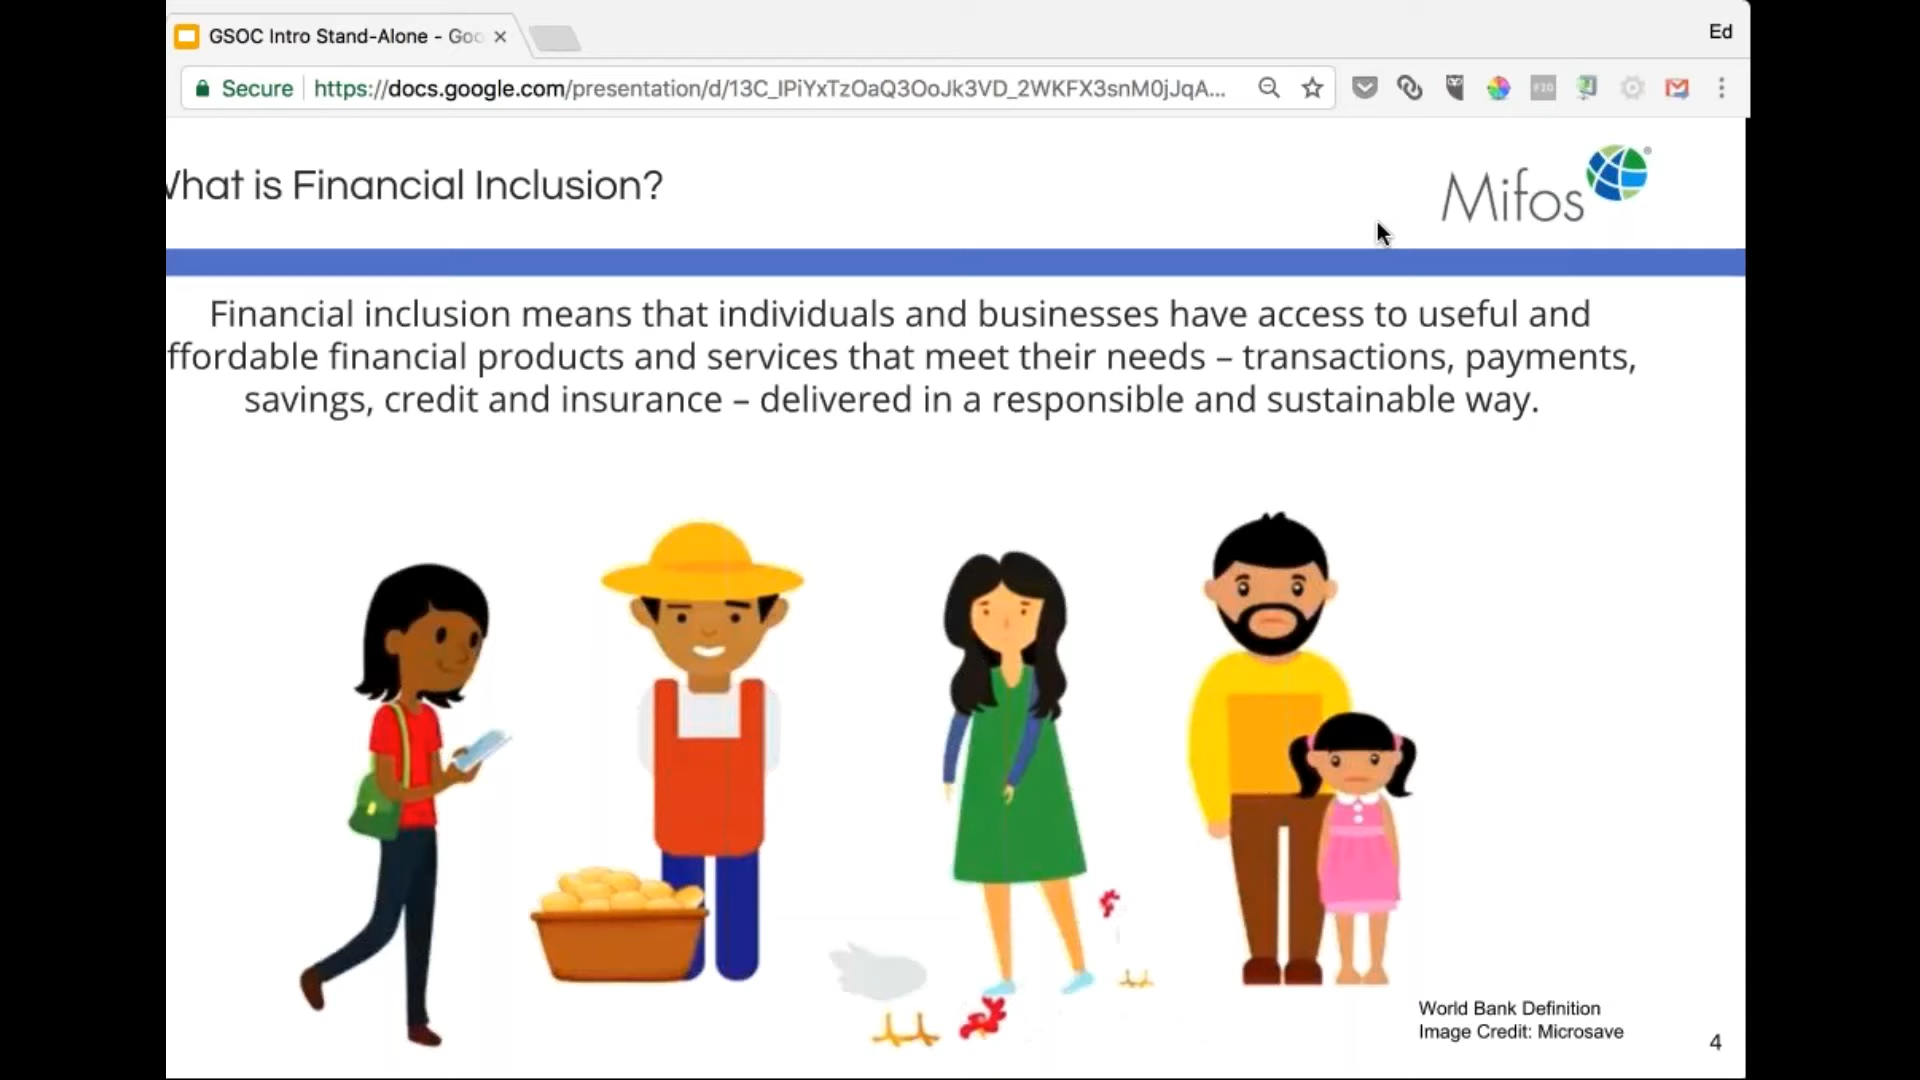 GSOC Intro Stand-Alone - Goo
Ed
Secure
https://docs.google.com/presentation/d/13C_IPiYxTzOaQ3OoJk3VD_2WKFX3snM0jJqA...
What is Financial Inclusion?
Mifos®
Financial inclusion means that individuals and businesses have access to useful and
ffordable financial products and services that meet their needs – transactions, payments,
savings, credit and insurance – delivered in a responsible and sustainable way.
World Bank Definition
Image Credit: Microsave
4